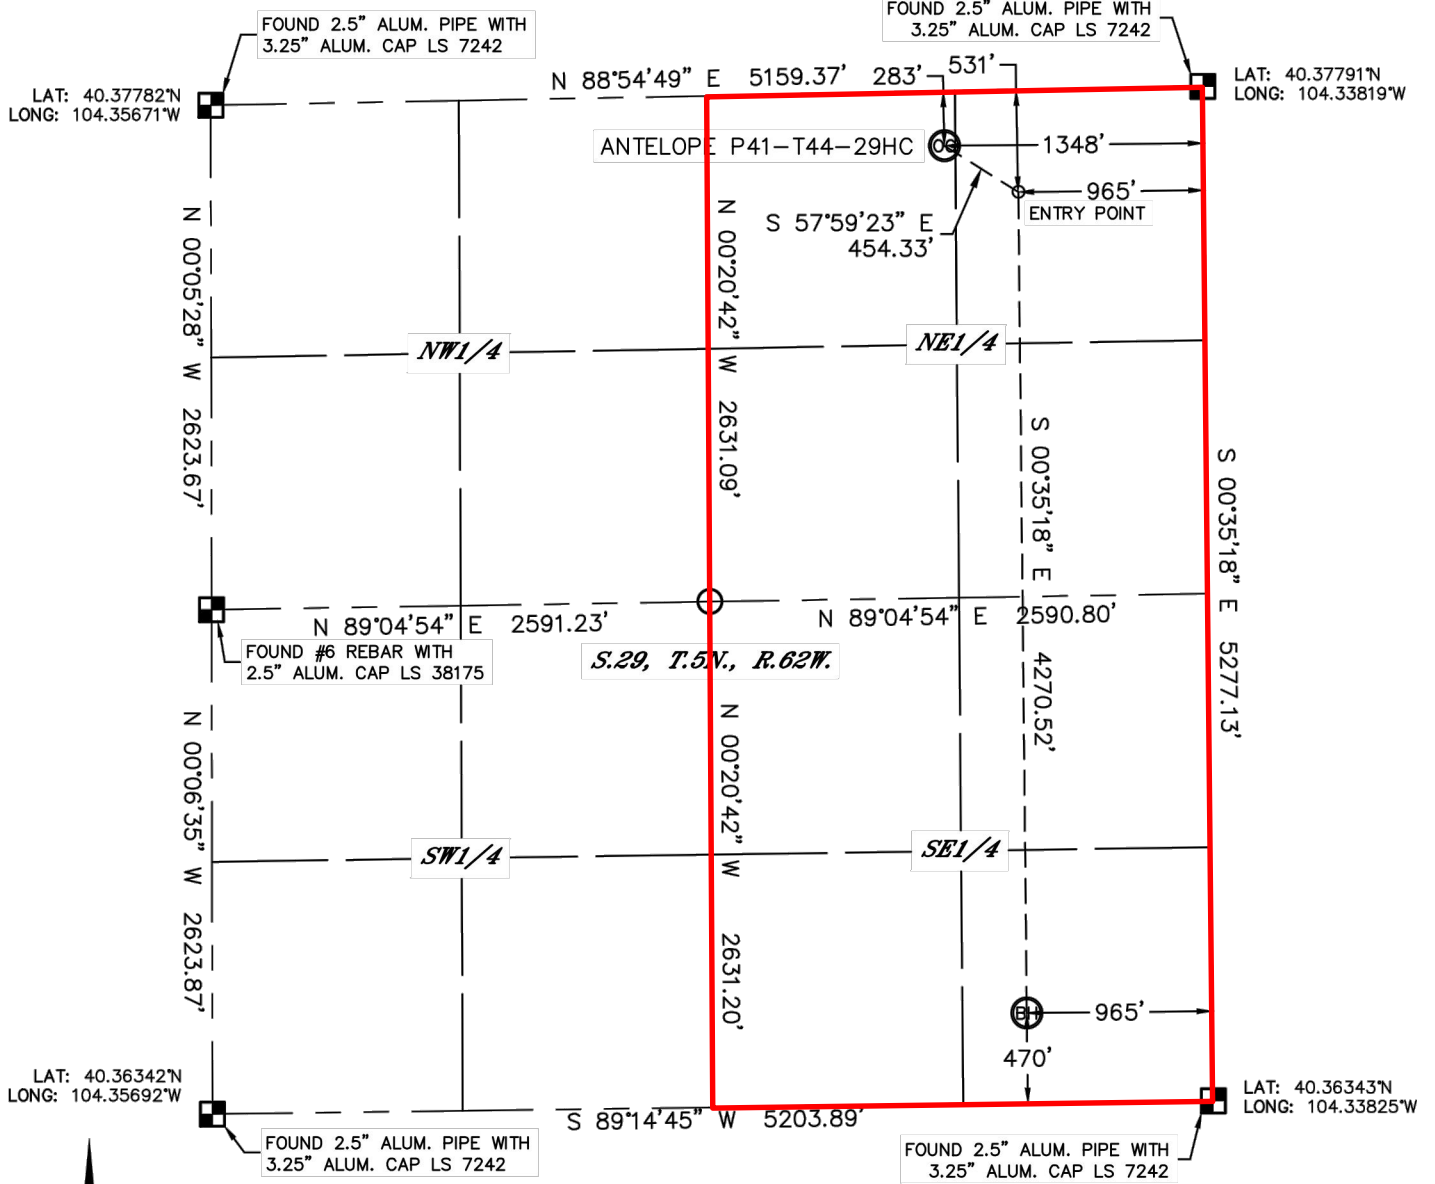 FOUND 2.5” ALUM. PIPE WITH
3.25” ALUM. CAP LS 7242
FOUND 2.5” ALUM. PIPE WITH
3.25” ALUM. CAP LS 7242
LAT: 40.37782°N
LONG: 104.35671°W
N 88°54'49” E 5159.37'
283'
531'
LAT: 40.37791°N
LONG: 104.33819°W
ANTELOPE P41-T44-29HC
OG
1348'
965'
ENTRY POINT
S 57°59'23” E
454.33'
N 00°05'28” W 2623.67'
N 00°20'42” W 2631.09'
NW1/4
NE1/4
S 00°35'18” E 4270.52'
S 00°35'18” E 5277.13'
N 89°04'54” E 2591.23'
N 89°04'54” E 2590.80'
FOUND #6 REBAR WITH
2.5” ALUM. CAP LS 38175
S.29, T.5N., R.62W.
N 00°06'35” W 2623.87'
N 00°20'42” W 2631.20'
SW1/4
SE1/4
BH
965'
470'
LAT: 40.36342°N
LONG: 104.35692°W
S 89°14'45” W 5203.89'
LAT: 40.36343°N
LONG: 104.33825°W
FOUND 2.5” ALUM. PIPE WITH
3.25” ALUM. CAP LS 7242
FOUND 2.5” ALUM. PIPE WITH
3.25” ALUM. CAP LS 7242